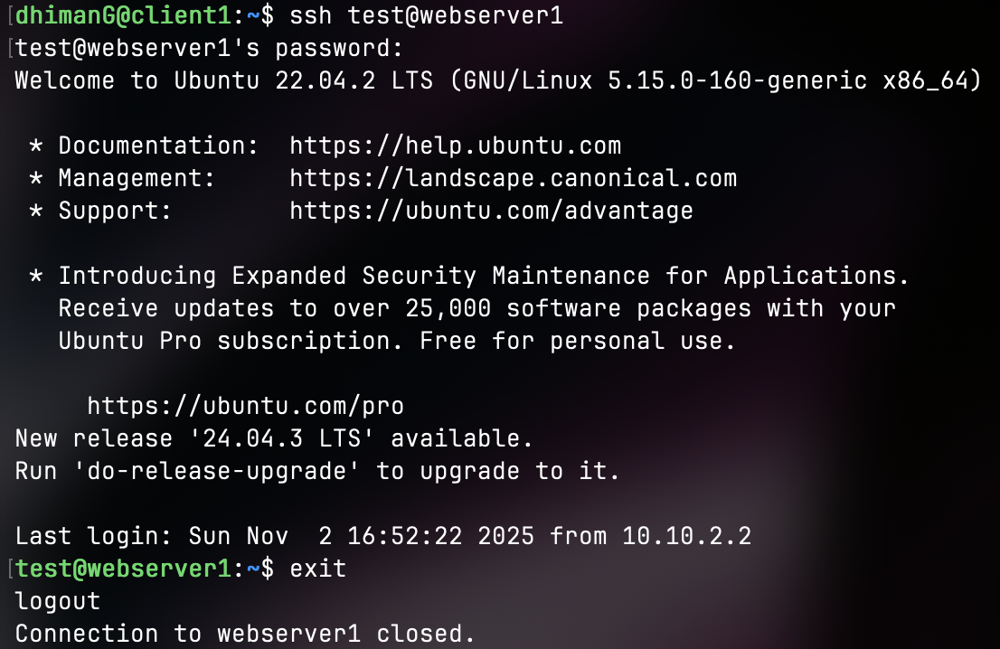 [dhimanG@client1:~$ ssh test@webserver1
[test@webserver1's password:
Welcome to Ubuntu 22.04.2 LTS (GNU/Linux 5.15.0-160-generic x86_64)
* Documentation:  https://help.ubuntu.com
* Management:     https://landscape.canonical.com
* Support:        https://ubuntu.com/advantage
* Introducing Expanded Security Maintenance for Applications.
Receive updates to over 25,000 software packages with your
Ubuntu Pro subscription. Free for personal use.
https://ubuntu.com/pro
New release '24.04.3 LTS' available.
Run 'do-release-upgrade' to upgrade to it.
Last login: Sun Nov  2 16:52:22 2025 from 10.10.2.2
[test@webserver1:~$ exit
logout
Connection to webserver1 closed.